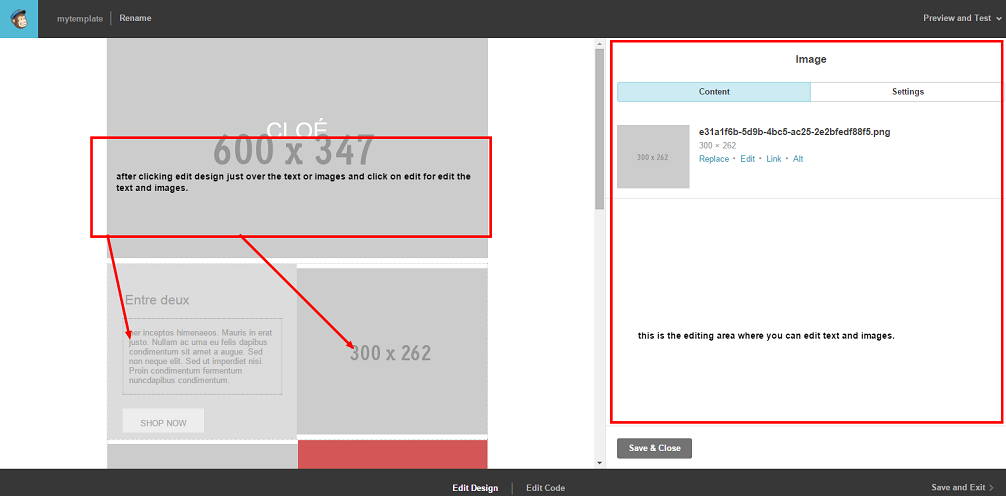 mytemplate
Rename
Preview and Test
CLOÉ
600 x 347
after clicking edit design just over the text or images and click on edit for edit the
text and images.
Entre deux
per inceptos himenaeos. Mauris in erat
justo. Nullam ac urna eu felis dapibus
condimentum sit amet a augue. Sed
non neque elit. Sed ut imperdiet nisi.
Proin condimentum fermentum
nuncdapibus condimentum.
SHOP NOW
300 x 262
Image
Content
Settings
300 x 262
e31a1f6b-5d9b-4bc5-ac25-2e2bfedf88f5.png
300 × 262
Replace · Edit · Link · Alt
this is the editing area where you can edit text and images.
Save & Close
Edit Design
Edit Code
Save and Exit